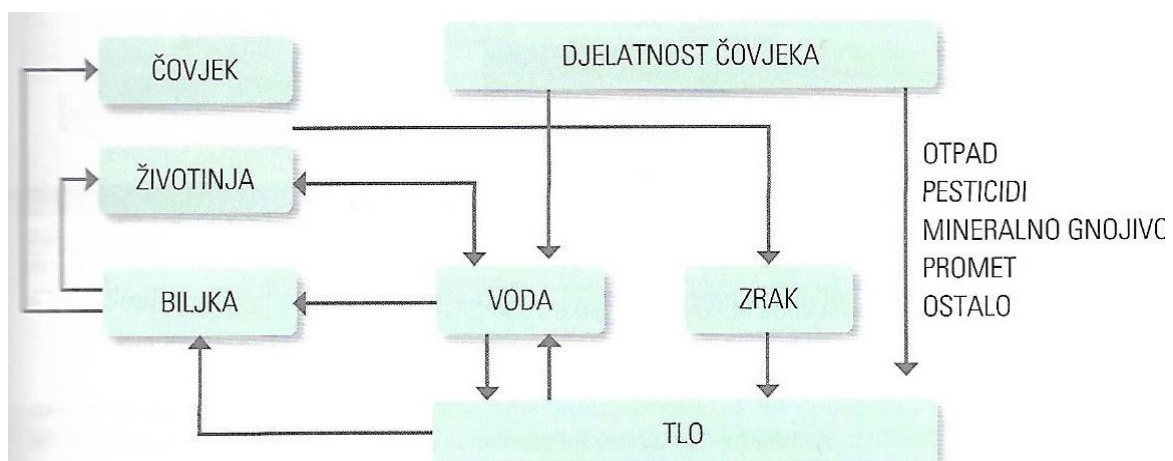 ČOVJEK
DJELATNOST ČOVJEKA
ŽIVOTINJA
OTPAD
PESTICIDI
MINERALNO GNOJIVO
PROMET
OSTALO
BILJKA
VODA
ZRAK
TLO